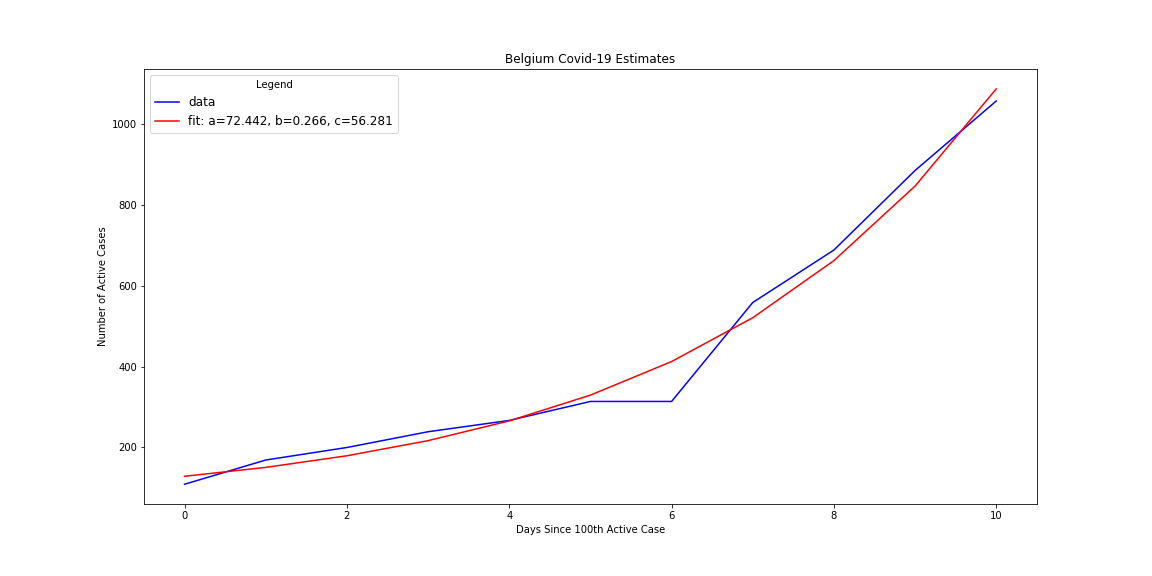 Belgium Covid-19 Estimates
Legend
data
fit: a=72.442, b=0.266, c=56.281
Number of Active Cases
1000
800
600
400
200
0 2 4 6 8 10
Days Since 100th Active Case